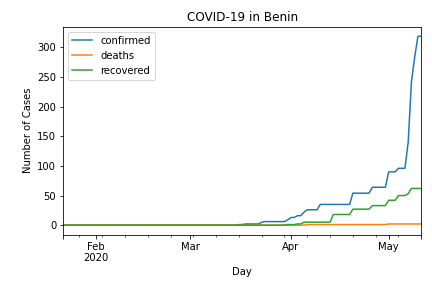 COVID-19 in Benin
confirmed
deaths
recovered
Number of Cases
300
250
200
150
100
50
0
Feb
2020
Mar
Apr
May
Day